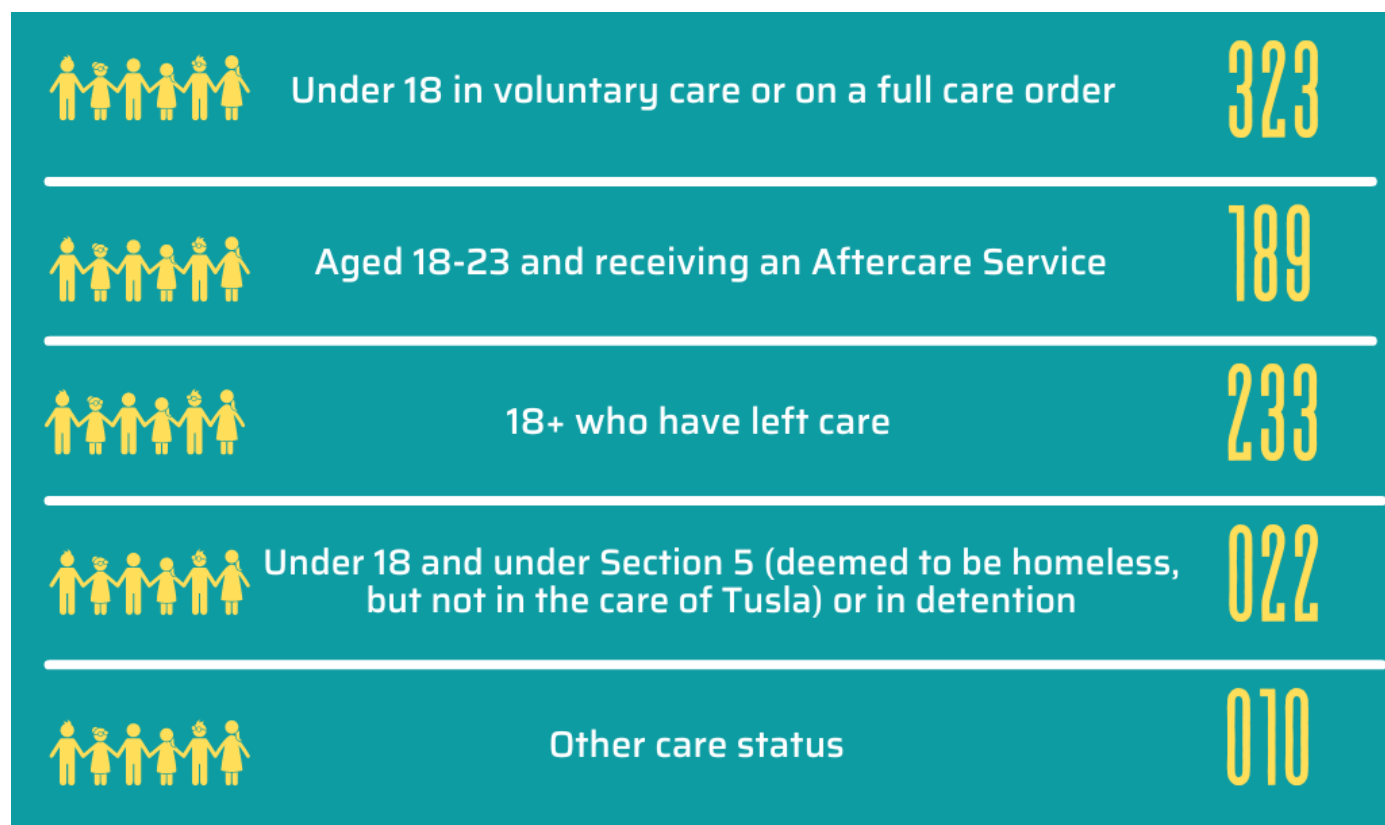 Under 18 in voluntary care or on a full care order 323
Aged 18-23 and receiving an Aftercare Service 189
18+ who have left care 233
Under 18 and under Section 5 (deemed to be homeless,
but not in the care of Tusla) or in detention 022
Other care status 010